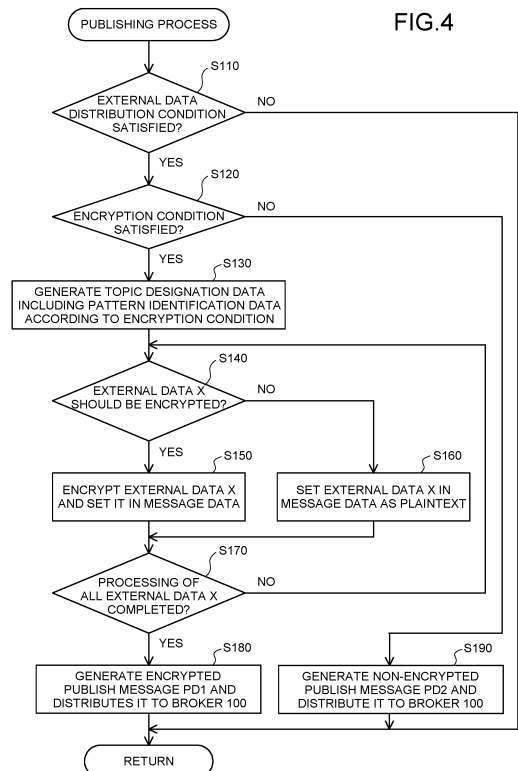 PUBLISHING PROCESS
FIG.4
S110
EXTERNAL DATA
DISTRIBUTION CONDITION
SATISFIED?
NO
YES
S120
ENCRYPTION CONDITION
SATISFIED?
NO
YES
S130
GENERATE TOPIC DESIGNATION DATA
INCLUDING PATTERN IDENTIFICATION DATA
ACCORDING TO ENCRYPTION CONDITION
S140
EXTERNAL DATA X
SHOULD BE ENCRYPTED?
NO
YES
S150
ENCRYPT EXTERNAL DATA X
AND SET IT IN MESSAGE DATA
S160
SET EXTERNAL DATA X IN
MESSAGE DATA AS PLAINTEXT
S170
PROCESSING OF
ALL EXTERNAL DATA X
COMPLETED?
NO
YES
S180
GENERATE ENCRYPTED
PUBLISH MESSAGE PD1 AND
DISTRIBUTES IT TO BROKER 100
S190
GENERATE NON-ENCRYPTED
PUBLISH MESSAGE PD2 AND
DISTRIBUTE IT TO BROKER 100
RETURN